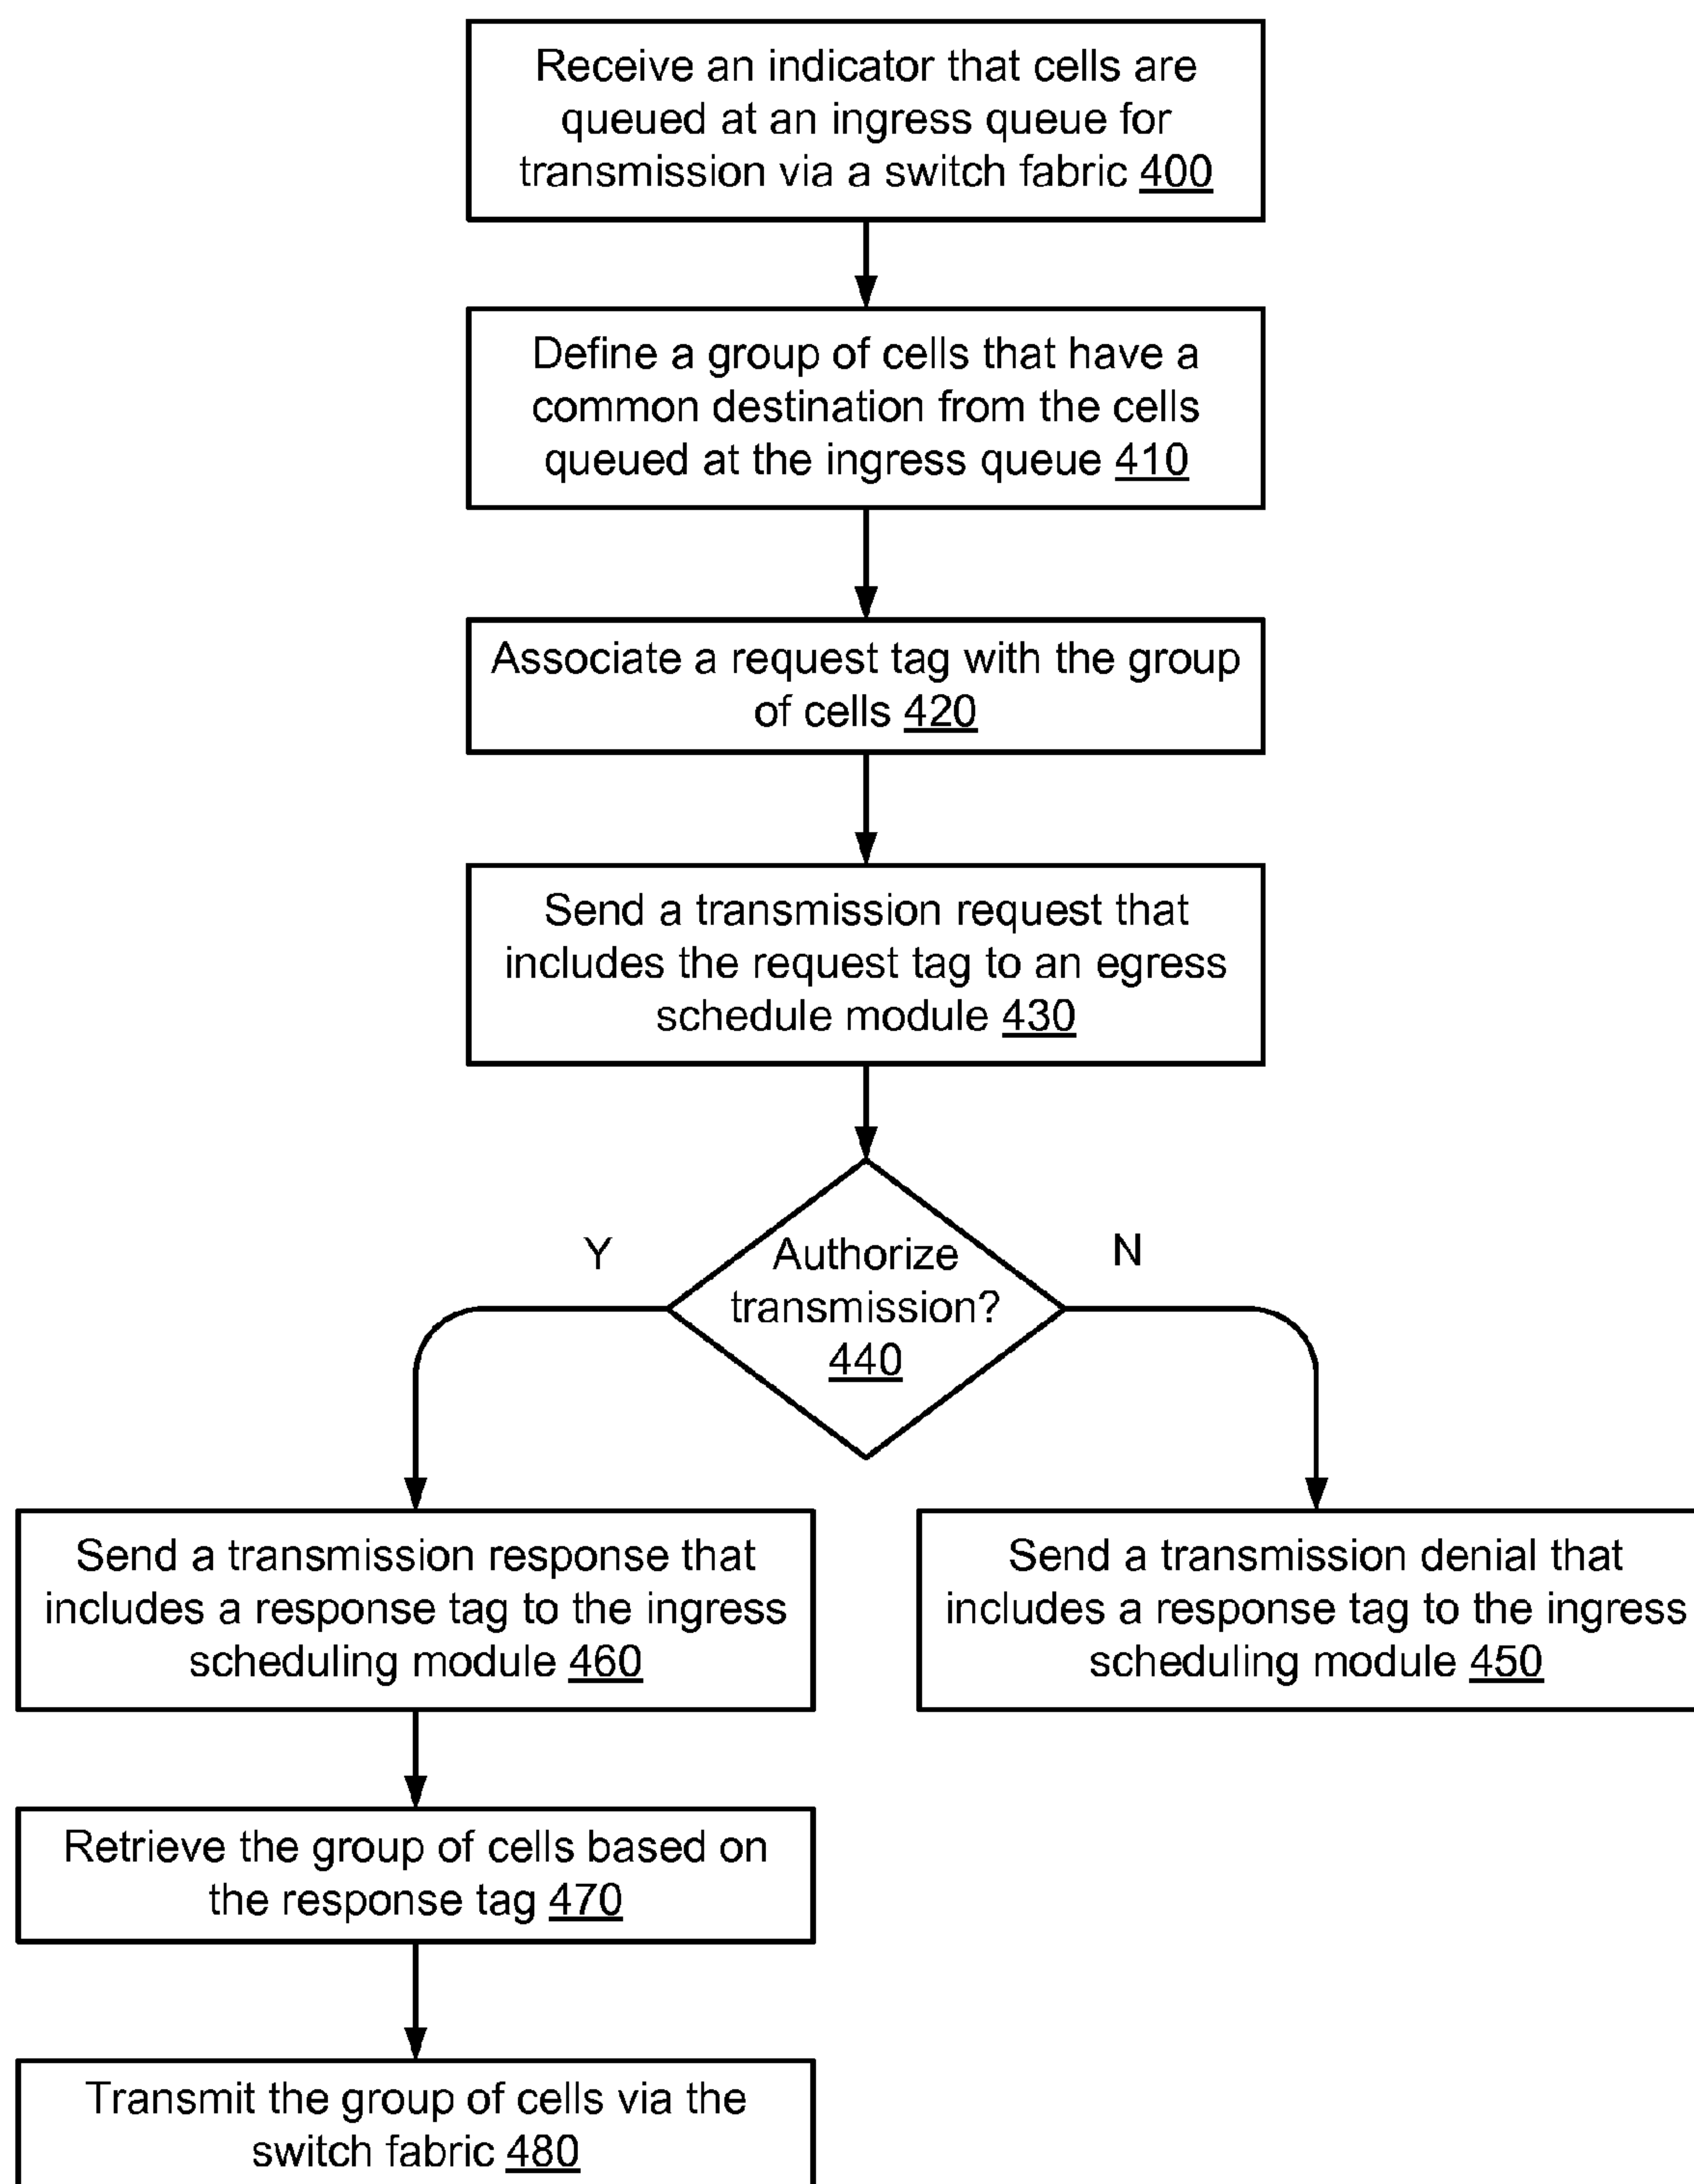 Receive an indicator that cells are
queued at an ingress queue for
transmission via a switch fabric 400
Define a group of cells that have a
common destination from the cells
queued at the ingress queue 410
Associate a request tag with the group
of cells 420
Send a transmission request that
includes the request tag to an egress
schedule module 430
Y
N
Authorize
transmission?
440
Send a transmission response that
includes a response tag to the ingress
scheduling module 460
Send a transmission denial that
includes a response tag to the ingress
scheduling module 450
Retrieve the group of cells based on
the response tag 470
Transmit the group of cells via the
switch fabric 480